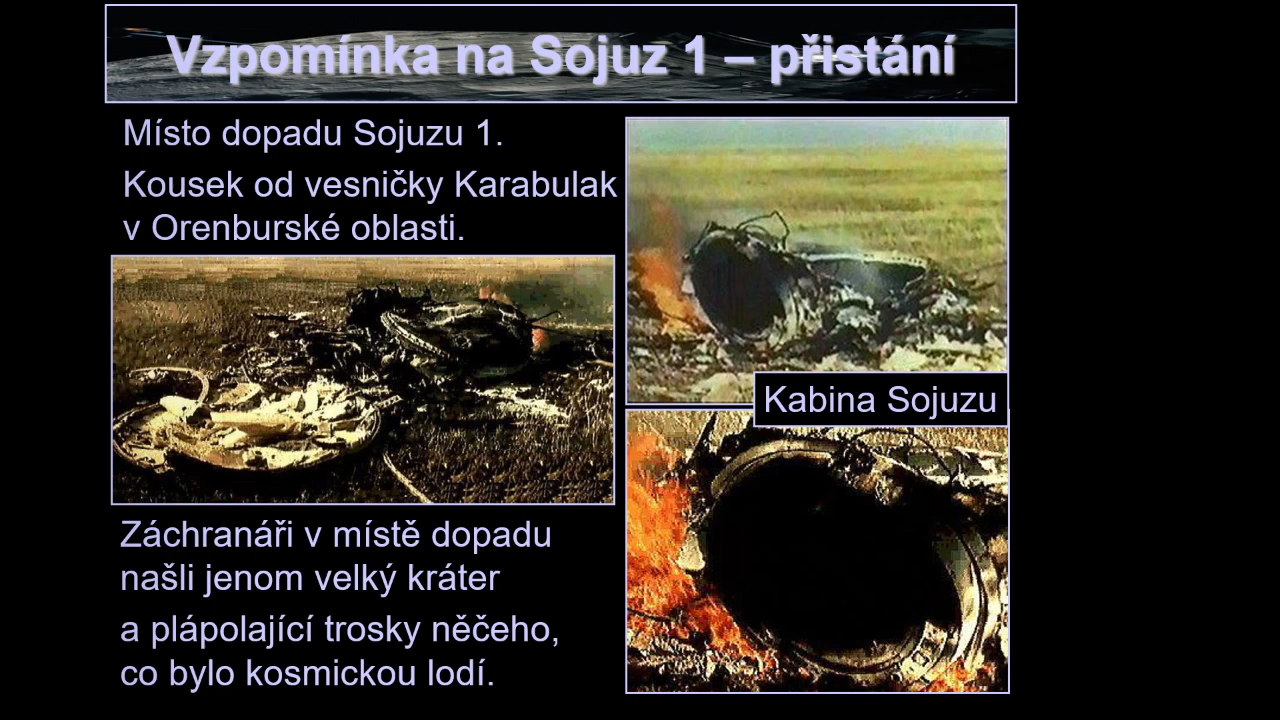 Vzpomínka na Sojuz 1 – přistání
Místo dopadu Sojuzu 1.
Kousek od vesničky Karabulak
v Orenburské oblasti.
Kabina Sojuzu
Záchranáři v místě dopadu
našli jenom velký kráter
a plápolající trosky něčeho,
co bylo kosmickou lodí.